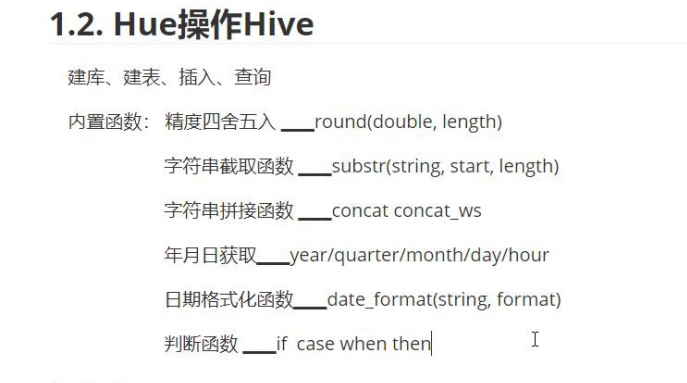 1.2. Hue操作Hive
建库、建表、插入、查询
内置函数： 精度四舍五入 ____round(double, length)
字符串截取函数 ____substr(string, start, length)
字符串拼接函数 ____concat concat_ws
年月日获取____year/quarter/month/day/hour
日期格式化函数____date_format(string, format)
判断函数 ____if case when then